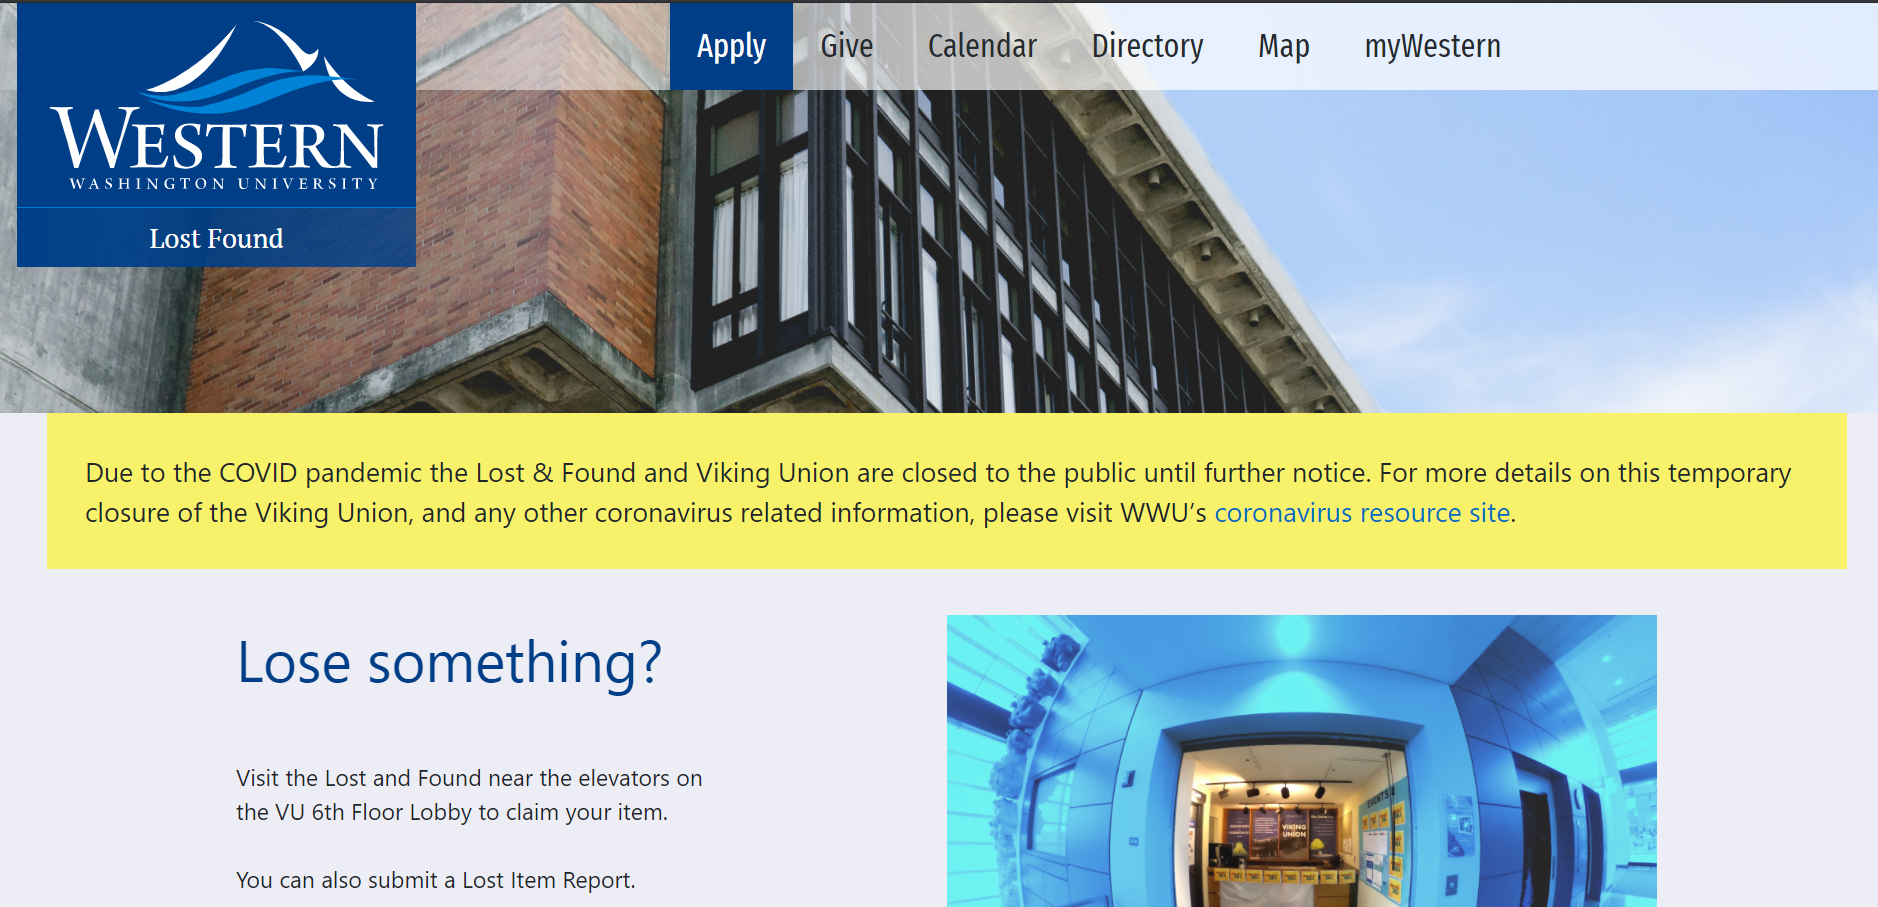 WESTERN
WASHINGTON UNIVERSITY
Lost Found
Apply Give Calendar Directory Map myWestern
Due to the COVID pandemic the Lost & Found and Viking Union are closed to the public until further notice. For more details on this temporary
closure of the Viking Union, and any other coronavirus related information, please visit WWU’s coronavirus resource site.
Lose something?
Visit the Lost and Found near the elevators on
the VU 6th Floor Lobby to claim your item.
You can also submit a Lost Item Report.
EVENTS
VIKING
UNION